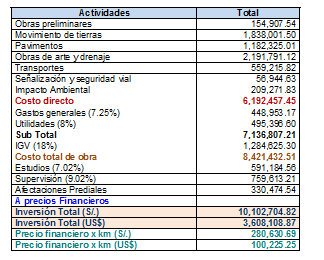 Actividades Total
Obras preliminares 154,907.54
Movimiento de tierras 1,838,001.50
Pavimentos 1,182,325.01
Obras de arte y drenaje 2,191,791.12
Transportes 559,215.82
Señalización y seguridad vial 56,944.63
Impacto Ambiental 209,271.83
Costo directo 6,192,457.45
Gastos generales (7.25%) 448,953.17
Utilidades (8%) 495,396.60
Sub Total 7,136,807.21
IGV (18%) 1,284,625.30
Costo total de obra 8,421,432.51
Estudios (7.02%) 591,184.56
Supervisión (9.02%) 759,613.21
Afectaciones Prediales 330,474.54
A precios Financieros
Inversión Total (S/.) 10,102,704.82
Inversión Total (US$) 3,608,108.87
Precio financiero x km (S/.) 280,630.69
Precio financiero x km (US$) 100,225.25